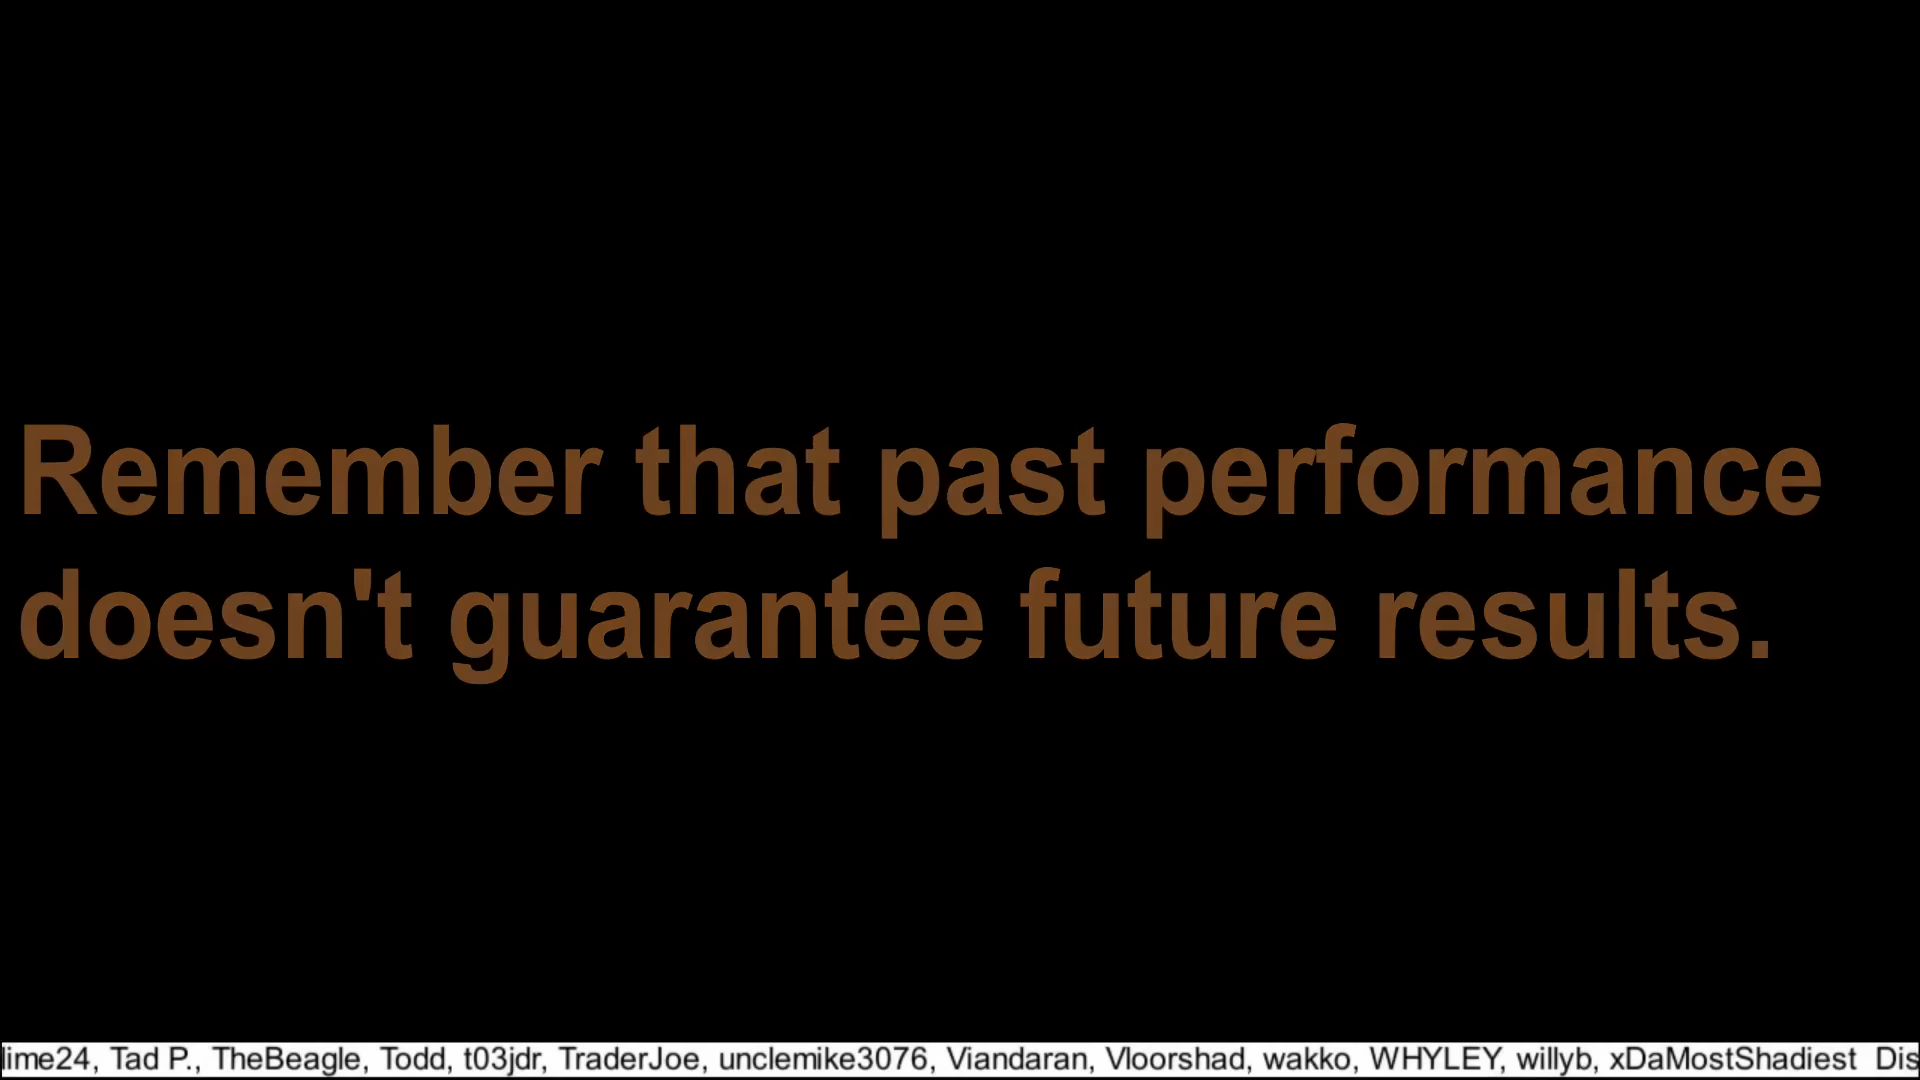 Remember that past performance
doesn't guarantee future results.
lime24, Tad P., TheBeagle, Todd, t03jdr, TraderJoe, unclemike3076, Viandaran, Vloorshad, wakko, WHYLEY, willyb, xDaMostShadiest Dis